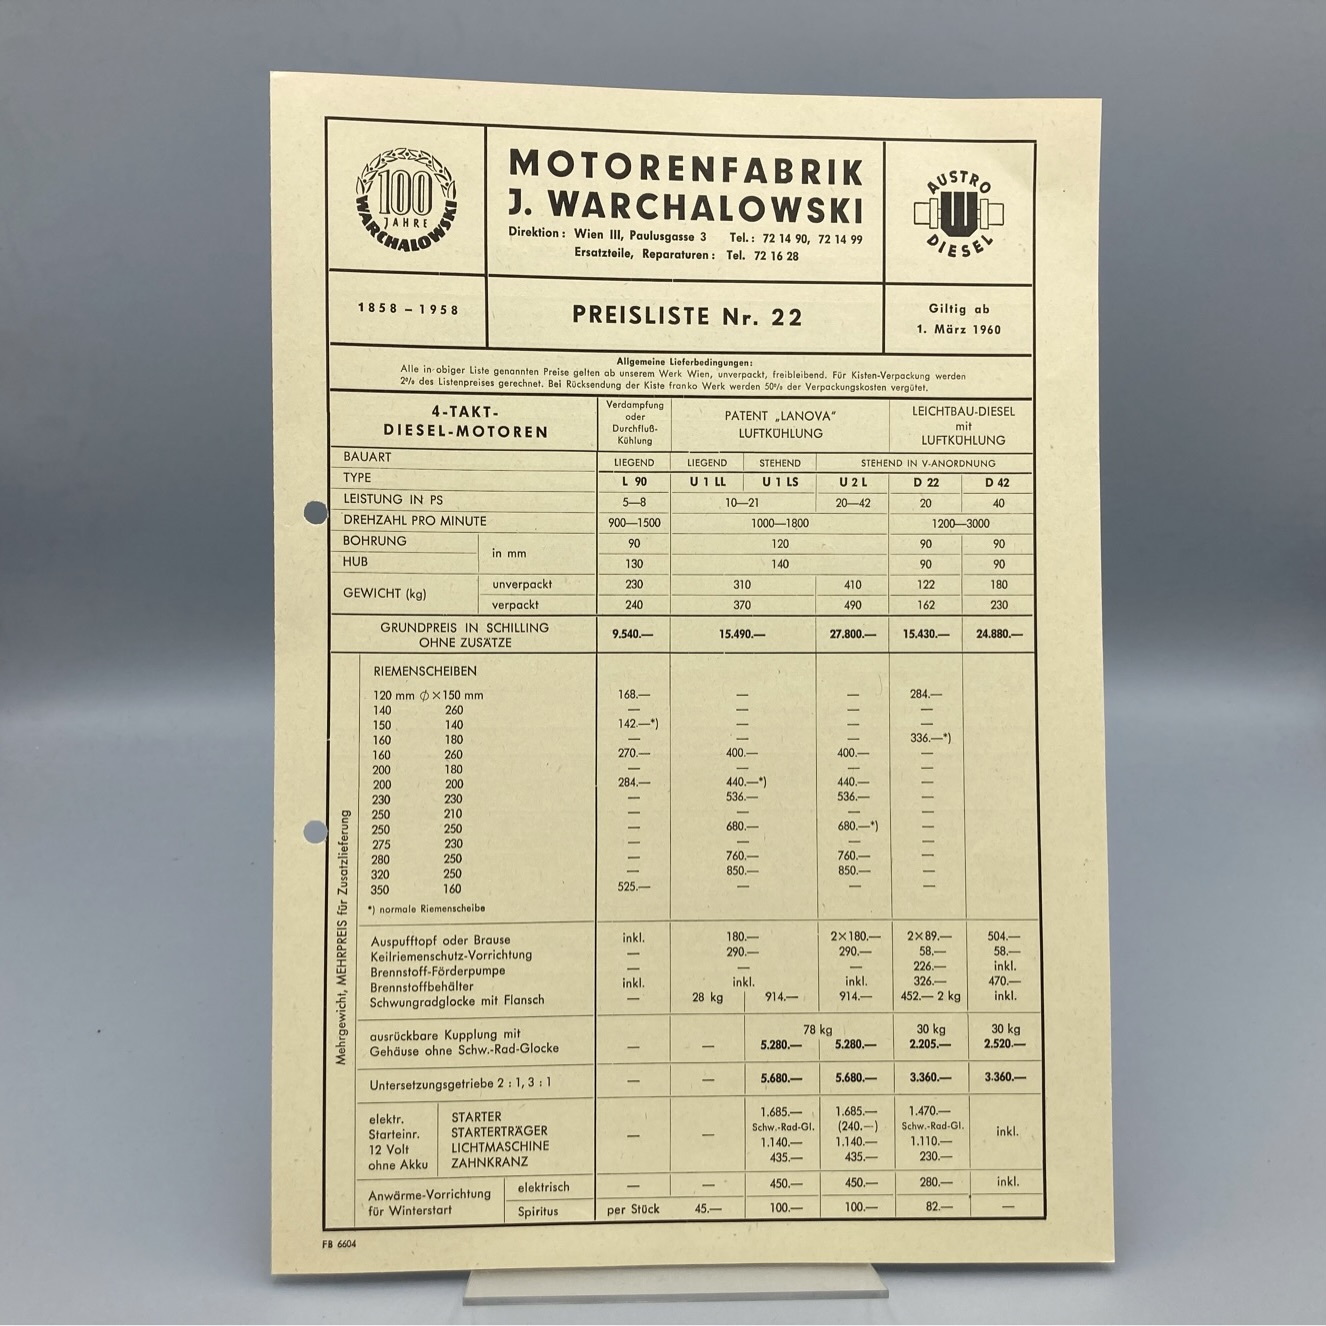 100
JAHRE
WARCHALOWSKI
MOTORENFABRIK
J. WARCHALOWSKI
Direktion: Wien III, Paulusgasse 3 Tel.: 72 14 90, 72 14 99
Ersatzteile, Reparaturen: Tel. 72 16 28
AUSTRO
W
DIESEL
1858 – 1958
PREISLISTE Nr. 22
Giltig ab
1. März 1960
Allgemeine Lieferbedingungen:
Alle in obiger Liste genannten Preise gelten ab unserem Werk Wien, unverpackt, freibleibend. Für Kisten-Verpackung werden
2% des Listenpreises gerechnet. Bei Rücksendung der Kiste franko Werk werden 50% der Verpackungskosten vergütet.
4-TAKT-
DIESEL-MOTOREN
Verdampfung
oder
Durchfluß-
Kühlung
PATENT „LANOVA"
LUFTKÜHLUNG
LEICHTBAU-DIESEL
mit
LUFTKÜHLUNG
BAUART LIEGEND LIEGEND STEHEND STEHEND IN V-ANORDNUNG
TYPE L 90 U 1 LL U 1 LS U 2 L D 22 D 42
LEISTUNG IN PS 5—8 10—21 20—42 20 40
DREHZAHL PRO MINUTE 900—1500 1000—1800 1200—3000
BOHRUNG in mm 90 120 90 90
HUB 130 140 90 90
GEWICHT (kg) unverpackt 230 310 410 122 180
verpackt 240 370 490 162 230
GRUNDPREIS IN SCHILLING
OHNE ZUSÄTZE
9.540.— 15.490.— 27.800.— 15.430.— 24.880.—
Mehrgewicht, MEHRPREIS für Zusatzlieferung
RIEMENSCHEIBEN
120 mm ϕ × 150 mm 168.— — — 284.—
140 260 — — — —
150 140 142.—*) — — —
160 180 — — — 336.—*)
160 260 270.— 400.— 400.— —
200 180 — — — —
200 200 284.— 440.—*) 440.— —
230 230 — 536.— 536.— —
250 210 — — — —
250 250 — 680.— 680.—*) —
275 230 — — — —
280 250 — 760.— 760.— —
320 250 — 850.— 850.— —
350 160 525.— — — —
*) normale Riemenscheibe
Auspufftopf oder Brause inkl. 180.— 2×180.— 2×89.— 504.—
Keilriemenschutz-Vorrichtung — 290.— 290.— 58.— 58.—
Brennstoff-Förderpumpe — — — 226.— inkl.
Brennstoffbehälter inkl. inkl. inkl. 326.— 470.—
Schwungradglocke mit Flansch — 28 kg 914.— 914.— 452.— 2 kg inkl.
ausrückbare Kupplung mit 78 kg 30 kg 30 kg
Gehäuse ohne Schw.-Rad-Glocke — — 5.280.— 5.280.— 2.205.— 2.520.—
Untersetzungsgetriebe 2 : 1, 3 : 1 — — 5.680.— 5.680.— 3.360.— 3.360.—
elektr. STARTER 1.685.— 1.685.— 1.470.—
Starteinr. STARTERTRÄGER — — Schw.-Rad-Gl. (240.—) Schw.-Rad-Gl. inkl.
12 Volt LICHTMASCHINE 1.140.— 1.140.— 1.110.—
ohne Akku ZAHNKRANZ 435.— 435.— 230.—
Anwärme-Vorrichtung elektrisch — — 450.— 450.— 280.— inkl.
für Winterstart Spiritus per Stück 45.— 100.— 100.— 82.— —
FB 6604